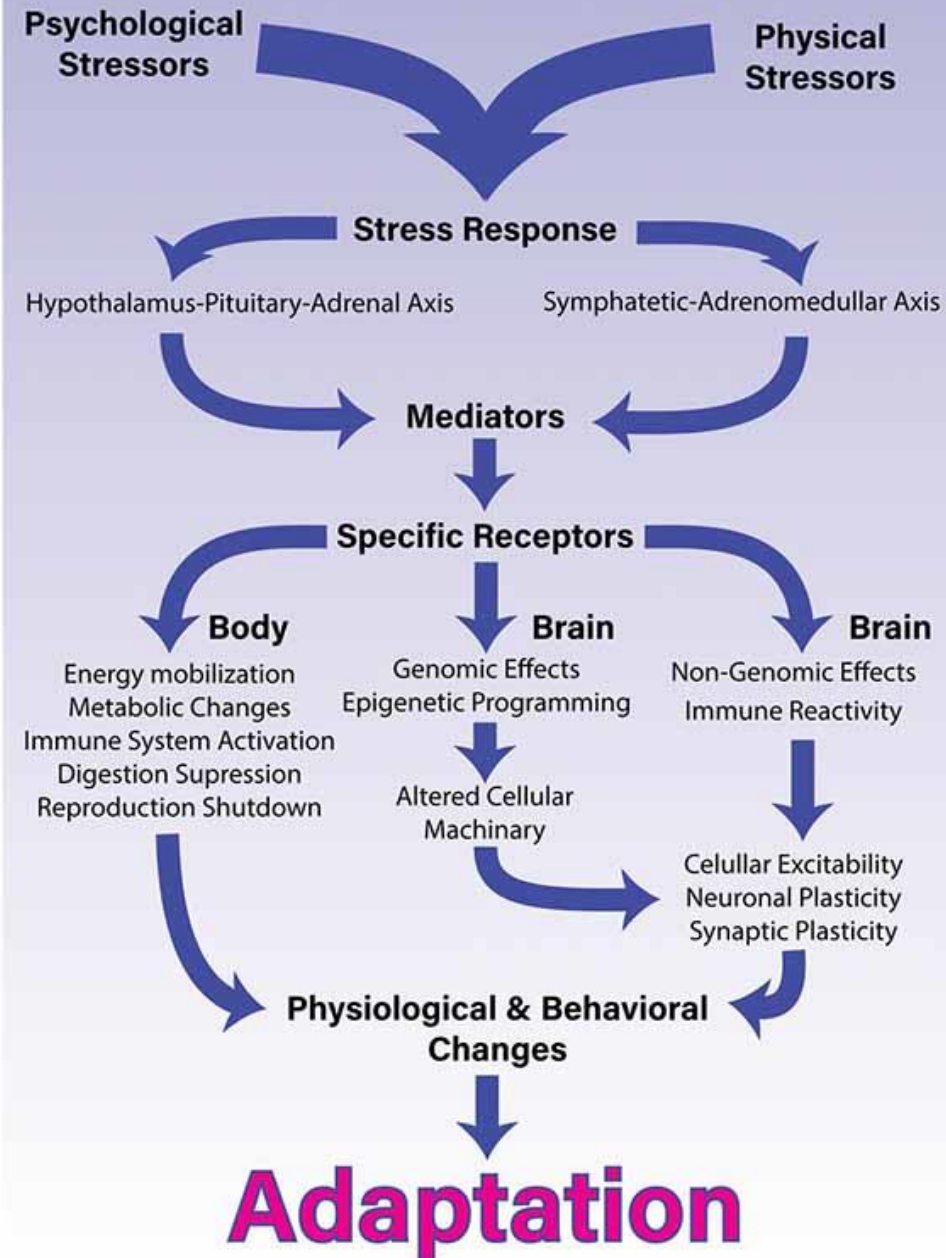 Psychological
Stressors
Physical
Stressors
Stress Response
Hypothalamus-Pituitary-Adrenal Axis
Symphatetic-Adrenomedullar Axis
Mediators
Specific Receptors
Body
Energy mobilization
Metabolic Changes
Immune System Activation
Digestion Supression
Reproduction Shutdown
Brain
Genomic Effects
Epigenetic Programming
Altered Cellular
Machinary
Brain
Non-Genomic Effects
Immune Reactivity
Celullar Excitability
Neuronal Plasticity
Synaptic Plasticity
Physiological & Behavioral
Changes
Adaptation